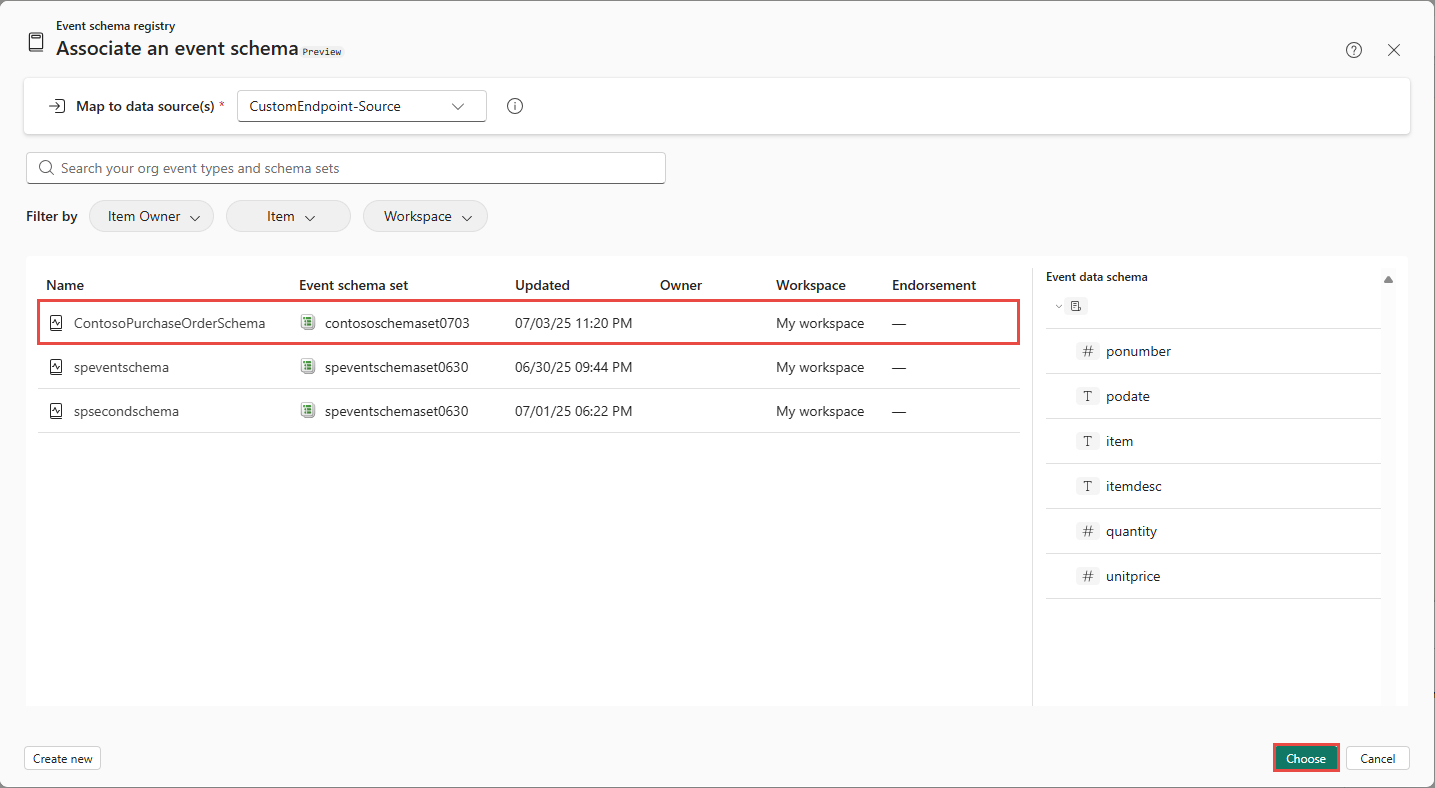 Event schema registry
Associate an event schema Preview
Map to data source(s) * CustomEndpoint-Source
Search your org event types and schema sets
Filter by Item Owner Item Workspace
Name Event schema set Updated Owner Workspace Endorsement
ContosoPurchaseOrderSchema contososchemaset0703 07/03/25 11:20 PM My workspace —
speventschema speventschemaset0630 06/30/25 09:44 PM My workspace —
spsecondschema speventschemaset0630 07/01/25 06:22 PM My workspace —
Event data schema
# ponumber
T podate
T item
T itemdesc
# quantity
# unitprice
Create new Choose Cancel